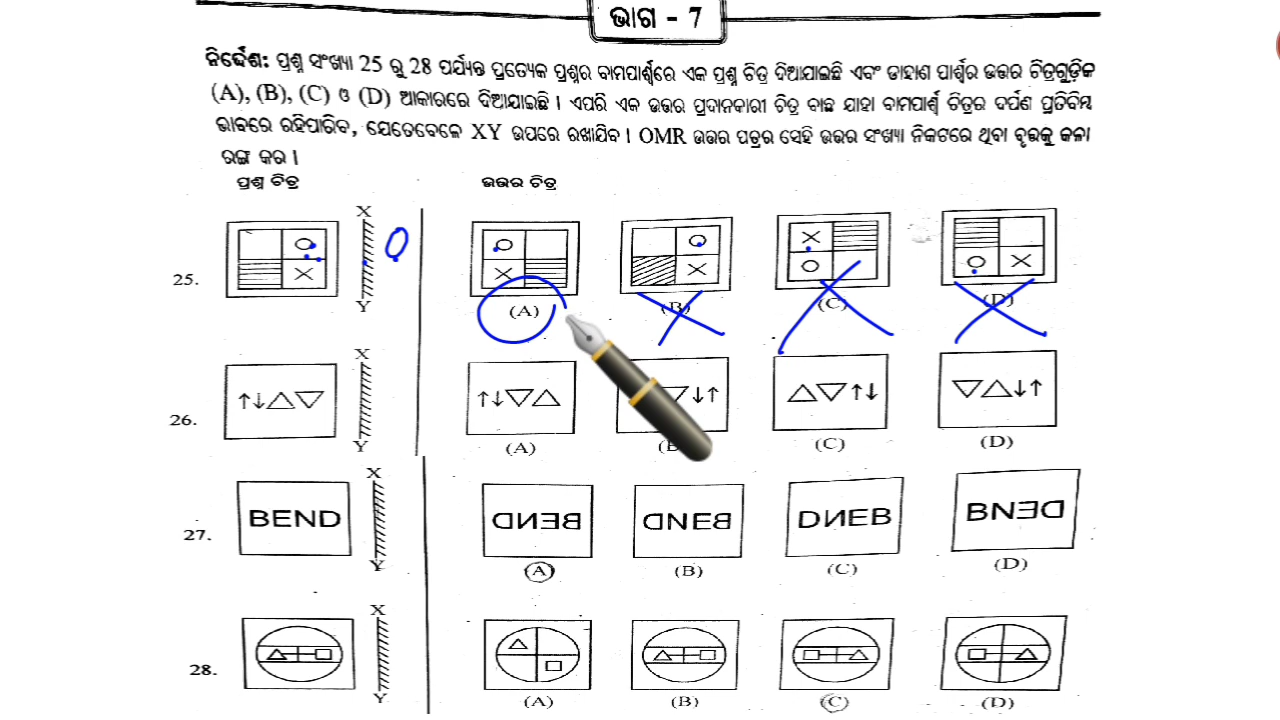 ଭାଗ - 7
ନିର୍ଦ୍ଦେଶ: ପ୍ରଶ୍ନ ସଂଖ୍ୟା 25 ରୁ 28 ପର୍ଯ୍ୟନ୍ତ ପ୍ରତ୍ୟେକ ପ୍ରଶ୍ନର ବାମପାର୍ଶ୍ୱରେ ଏକ ପ୍ରଶ୍ନ ଚିତ୍ର ଦିଆଯାଇଛି ଏବଂ ଡାହାଣ ପାର୍ଶ୍ୱର ଉତ୍ତର ଚିତ୍ରଗୁଡ଼ିକ
(A), (B), (C) ଓ (D) ଆକାରରେ ଦିଆଯାଇଛି । ଏପରି ଏକ ଉତ୍ତର ପ୍ରଦାନକାରୀ ଚିତ୍ର ବାଛ ଯାହା ବାମପାର୍ଶ୍ୱ ଚିତ୍ରର ଦର୍ପଣ ପ୍ରତିବିମ୍ବ
ଭାବରେ ରହିପାରିବ, ଯେତେବେଳେ XY ଉପରେ ରଖାଯିବ । OMR ଉତ୍ତର ପତ୍ରର ସେହି ଉତ୍ତର ସଂଖ୍ୟା ନିକଟରେ ଥିବା ବୃତ୍ତକୁ କଳା
ରଙ୍ଗ କର ।
ପ୍ରଶ୍ନ ଚିତ୍ର ଉତ୍ତର ଚିତ୍ର
X
25.
Y
(A) (B) (C) (D)
X
26.
Y
(A) (C) (D)
X
27. BEND
Y
(A) (B) (C) (D)
X
28.
Y
(A) (B) (C) (D)